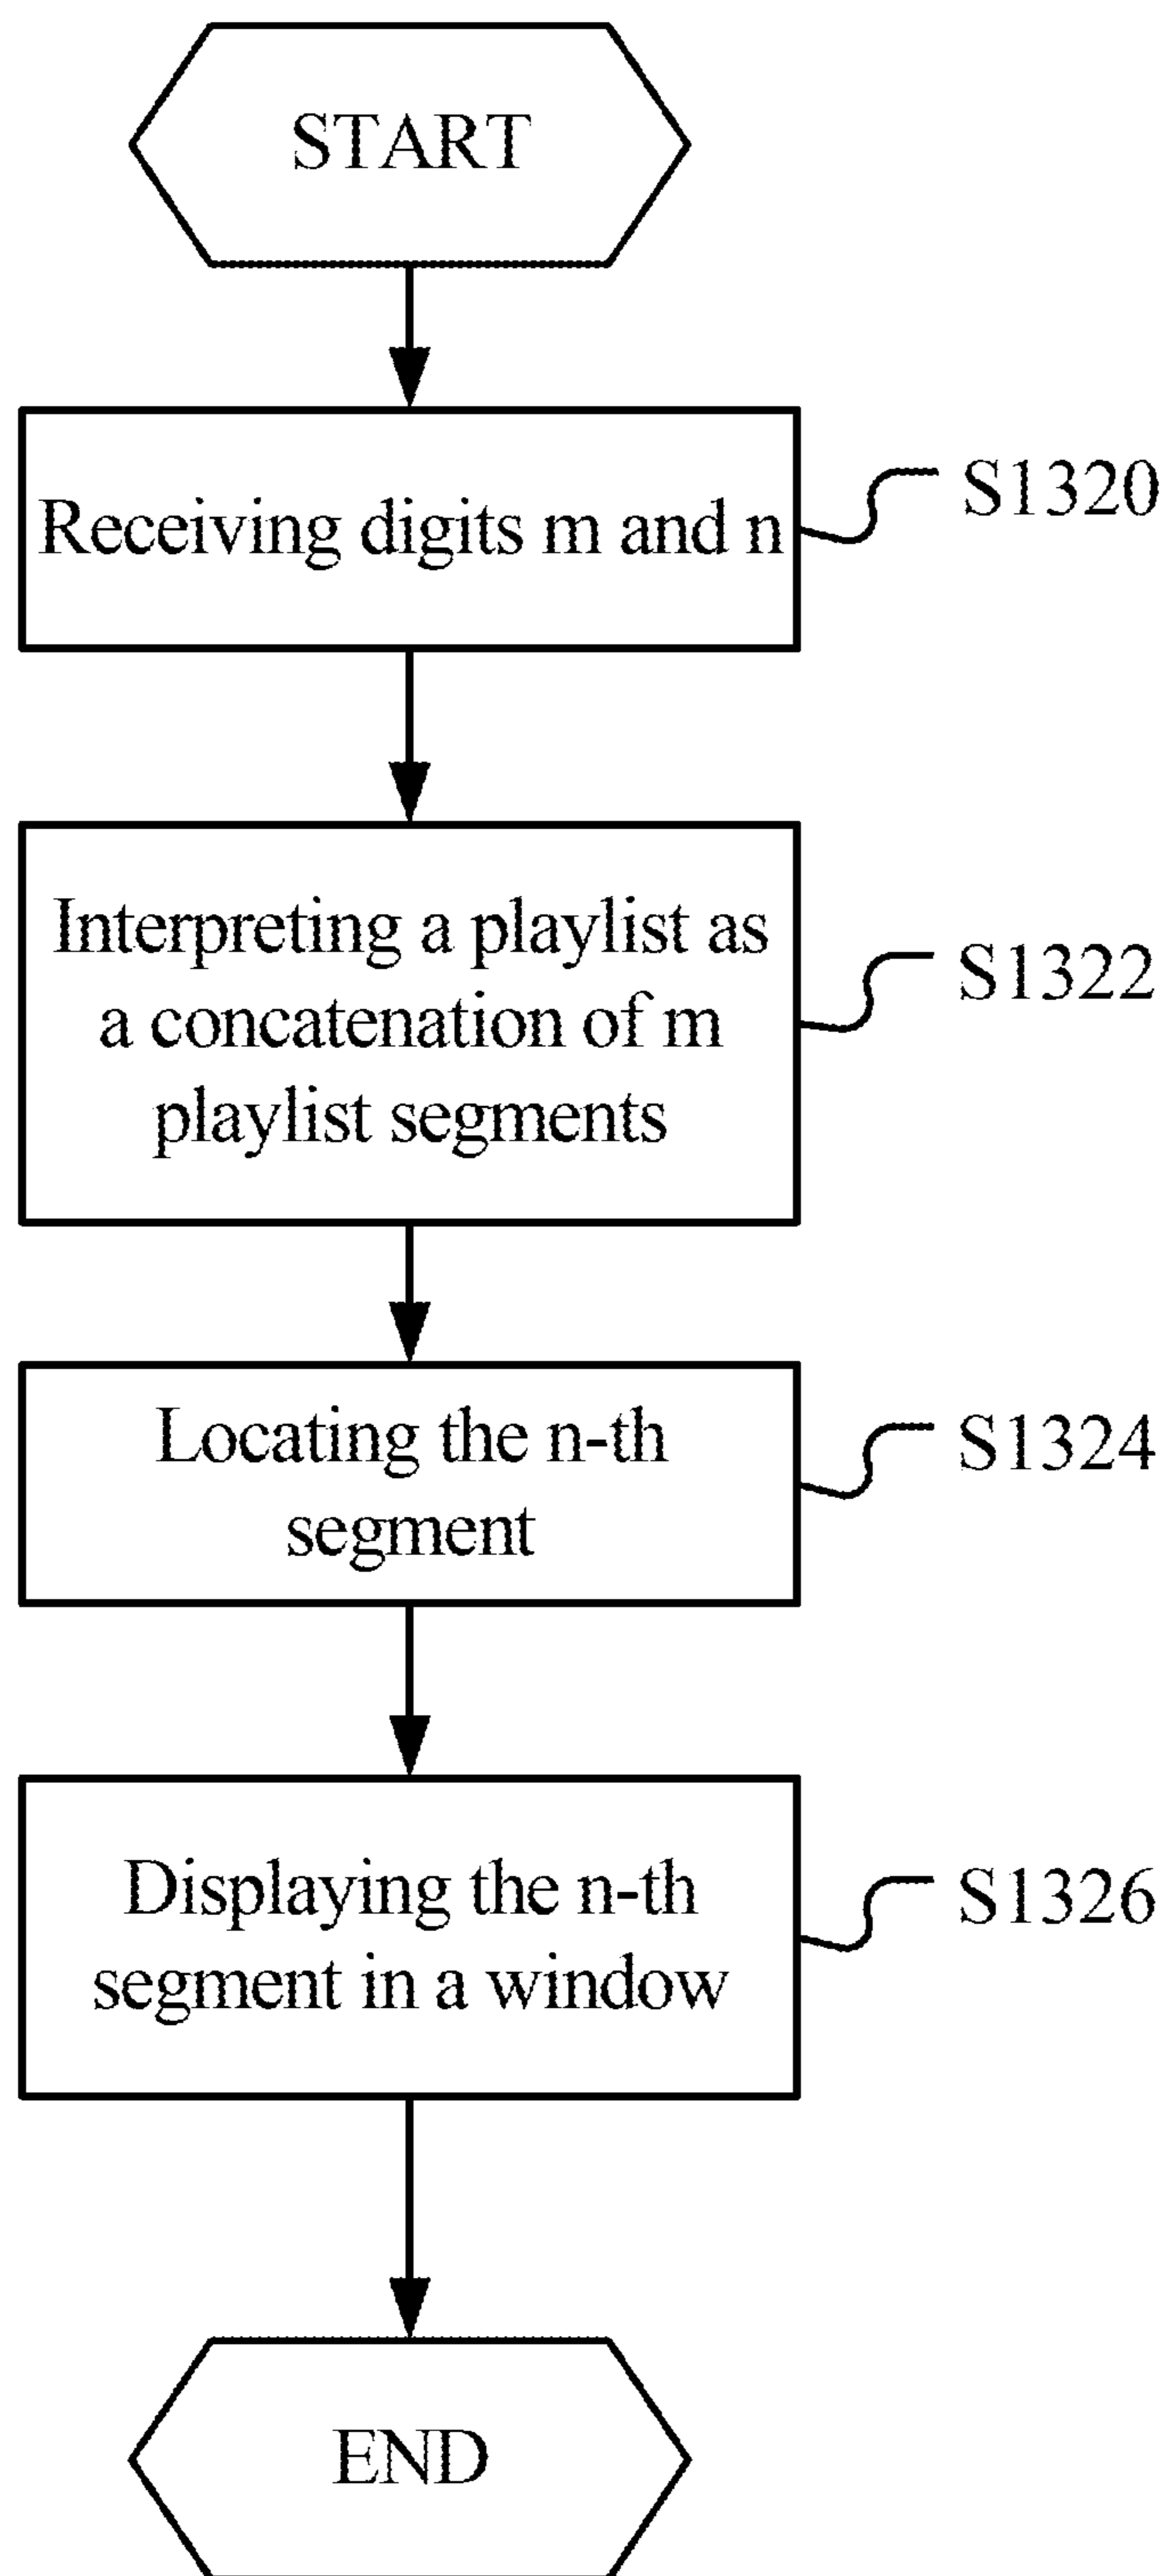 START
Receiving digits m and n
S1320
Interpreting a playlist as
a concatenation of m
playlist segments
S1322
Locating the n-th
segment
S1324
Displaying the n-th
segment in a window
S1326
END